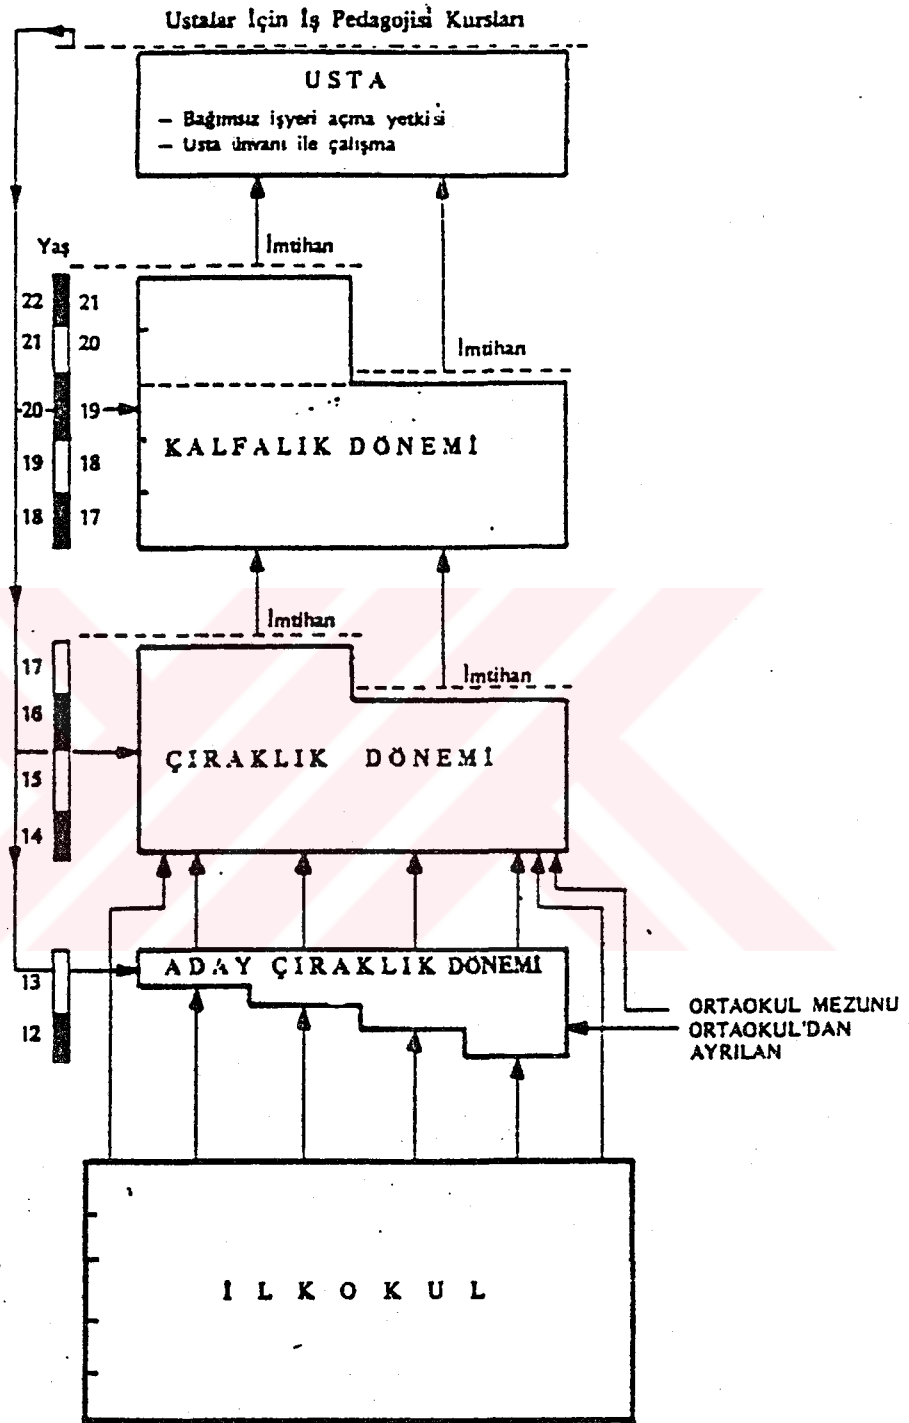 Ustalar İçin İş Pedagojisi Kursları
USTA
— Bağımsız işyeri açma yetkisi
— Usta ünvanı ile çalışma
İmtihan
Yaş
22 21
21 20
İmtihan
20 19
KALFALIK DÖNEMİ
19 18
18 17
İmtihan
17
İmtihan
16
ÇIRAKLIK DÖNEMİ
15
14
ADAY ÇIRAKLIK DÖNEMİ
13
ORTAOKUL MEZUNU
12
ORTAOKUL'DAN
AYRILAN
İLKOKUL